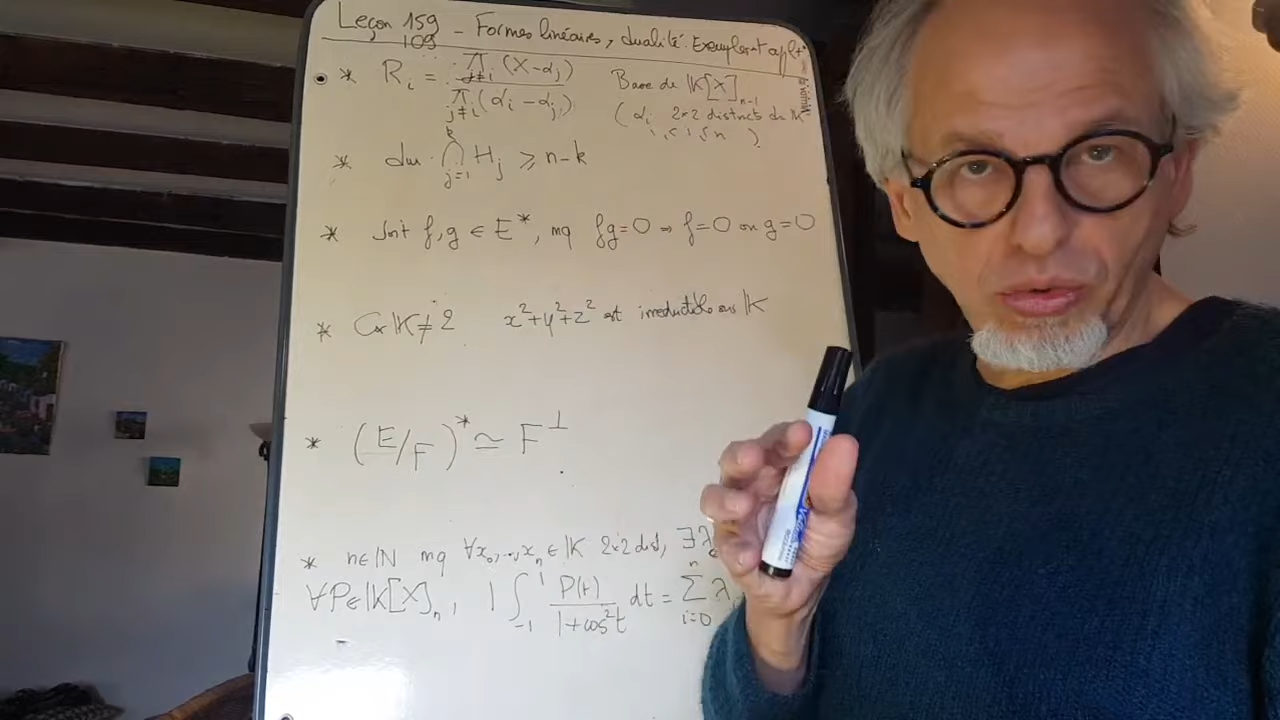 Leçon 159 - Formes linéaires, dualité. Exemples et appl
109
* R_i = ∏_{j≠i} (X-α_j) / ∏_{j≠i} (α_i - α_j) Base de K[X]_{n-1}
(α_i 2×2 distincts de K
1 ≤ i ≤ n )
* dim ⋂_{j=1}^{k} H_j ≥ n-k
* Soit f, g ∈ E*, mq fg=0 ⇒ f=0 ou g=0
* Car K ≠ 2 x²+y²+z² est irréductible sur K
* (E/F)* ≃ F^⊥
* n∈N mq ∀x_0,...,x_n ∈ K 2×2 dist, ∃λ
∀P∈K[X]_n, ∫_{-1}^{1} P(t) / 1+cos²t dt = ∑_{i=0}^{n} λ